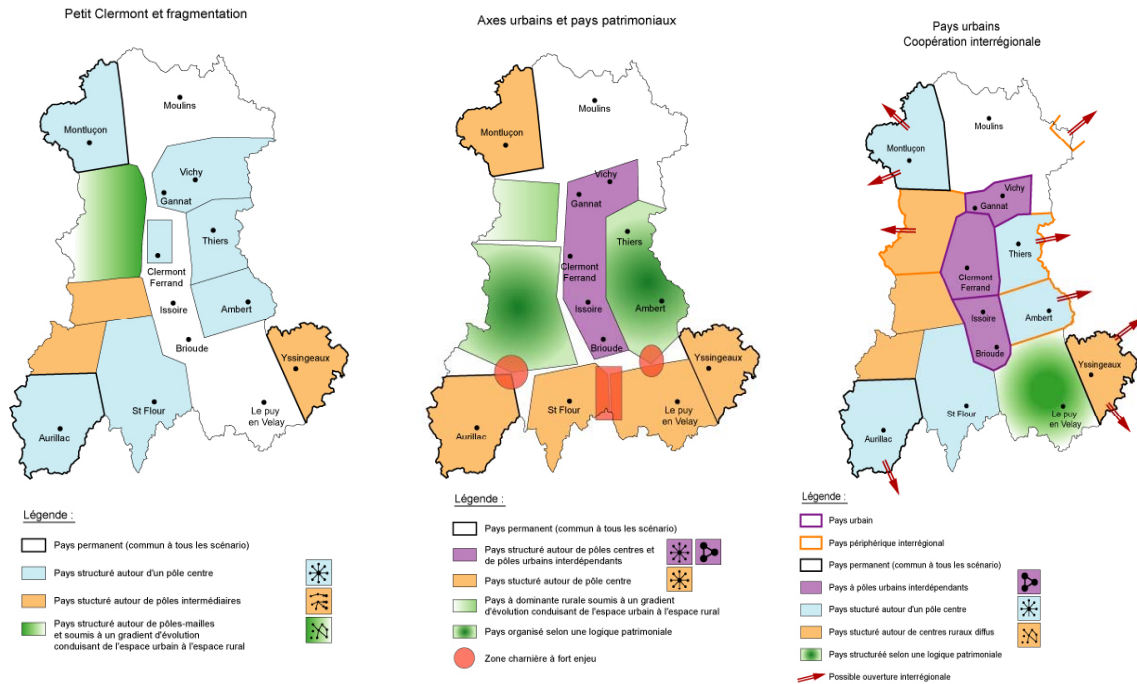 Petit Clermont et fragmentation
Moulins
Montluçon
Vichy
Gannat
Thiers
Clermont
Ferrand
Issoire
Ambert
Brioude
Yssingeaux
St Flour
Le puy
en Velay
Aurillac
Légende :
Pays permanent (commun à tous les scénario)
Pays structuré autour d'un pôle centre
Pays stucturé autour de pôles intermédiaires
Pays structuré autour de pôles-mailles
et soumis à un gradient d'évolution
conduisant de l'espace urbain à l'espace rural
Axes urbains et pays patrimoniaux
Moulins
Montluçon
Vichy
Gannat
Thiers
Clermont
Ferrand
Issoire
Ambert
Brioude
Yssingeaux
St Flour
Le puy
en Velay
Aurillac
Légende :
Pays permanent (commun à tous les scénario)
Pays structuré autour de pôles centres et
de pôles urbains interdépendants
Pays stucturé autour de pôle centre
Pays à dominante rurale soumis à un gradient
d'évolution conduisant de l'espace urbain à l'espace rural
Pays organisé selon une logique patrimoniale
Zone charnière à fort enjeu
Pays urbains
Coopération interrégionale
Moulins
Montluçon
Vichy
Gannat
Thiers
Clermont
Ferrand
Issoire
Ambert
Brioude
Yssingeaux
St Flour
Le puy
en Velay
Aurillac
Légende :
Pays urbain
Pays périphérique interrégional
Pays permanent (commun à tous les scénario)
Pays à pôles urbains interdépendants
Pays stucturé autour d'un pôle centre
Pays stucturé autour de centres ruraux diffus
Pays structuréé selon une logique patrimoniale
Possible ouverture interrégionale